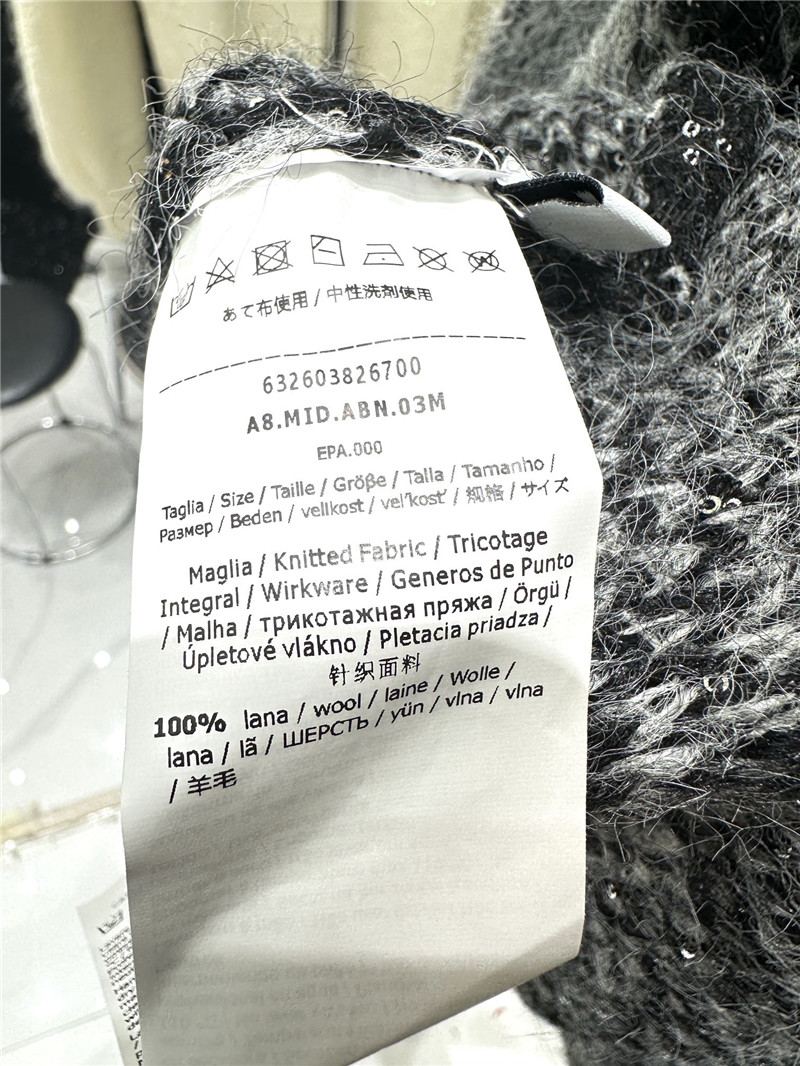 あて布使用 / 中性洗剤使用
632603826700
A8.MID.ABN.03M
EPA.000
Taglia / Size / Taille / Größe / Talla / Tamanho /
Размер / Beden / velikost / vel'kosť / 规格 / サイズ
Maglia / Knitted Fabric / Tricotage
Integral / Wirkware / Generos de Punto
/ Malha / трикотажная пряжа / Örgü /
Úpletové vlákno / Pletacia priadza /
针织面料
100% lana / wool / laine / Wolle /
lana / lã / ШЕРСТЬ / yün / vlna / vlna
/ 羊毛